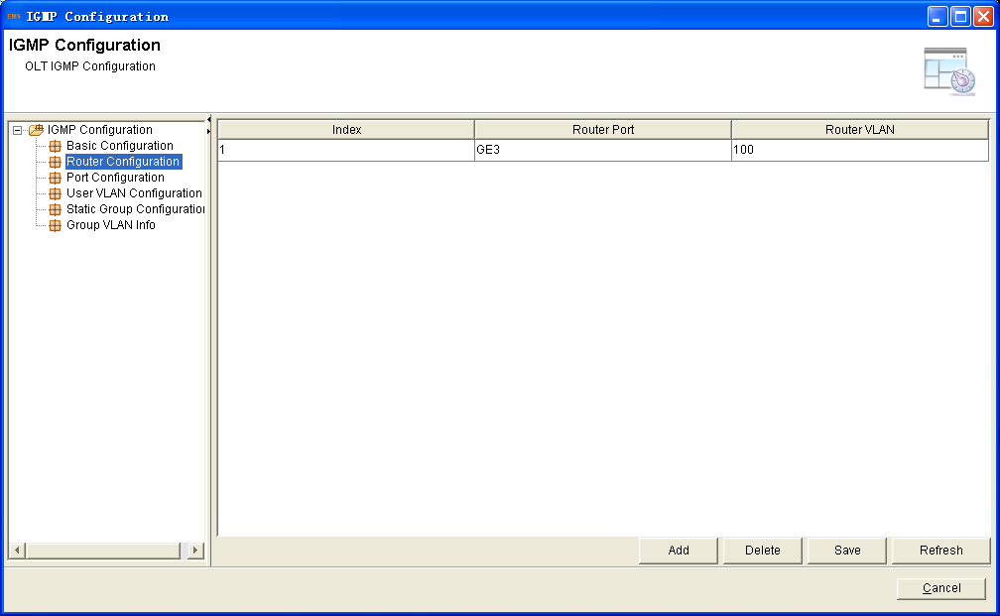 EMS IGMP Configuration
IGMP Configuration
OLT IGMP Configuration
IGMP Configuration
Basic Configuration
Router Configuration
Port Configuration
User VLAN Configuration
Static Group Configuration
Group VLAN Info
Index Router Port Router VLAN
1 GE3 100
Add Delete Save Refresh
Cancel